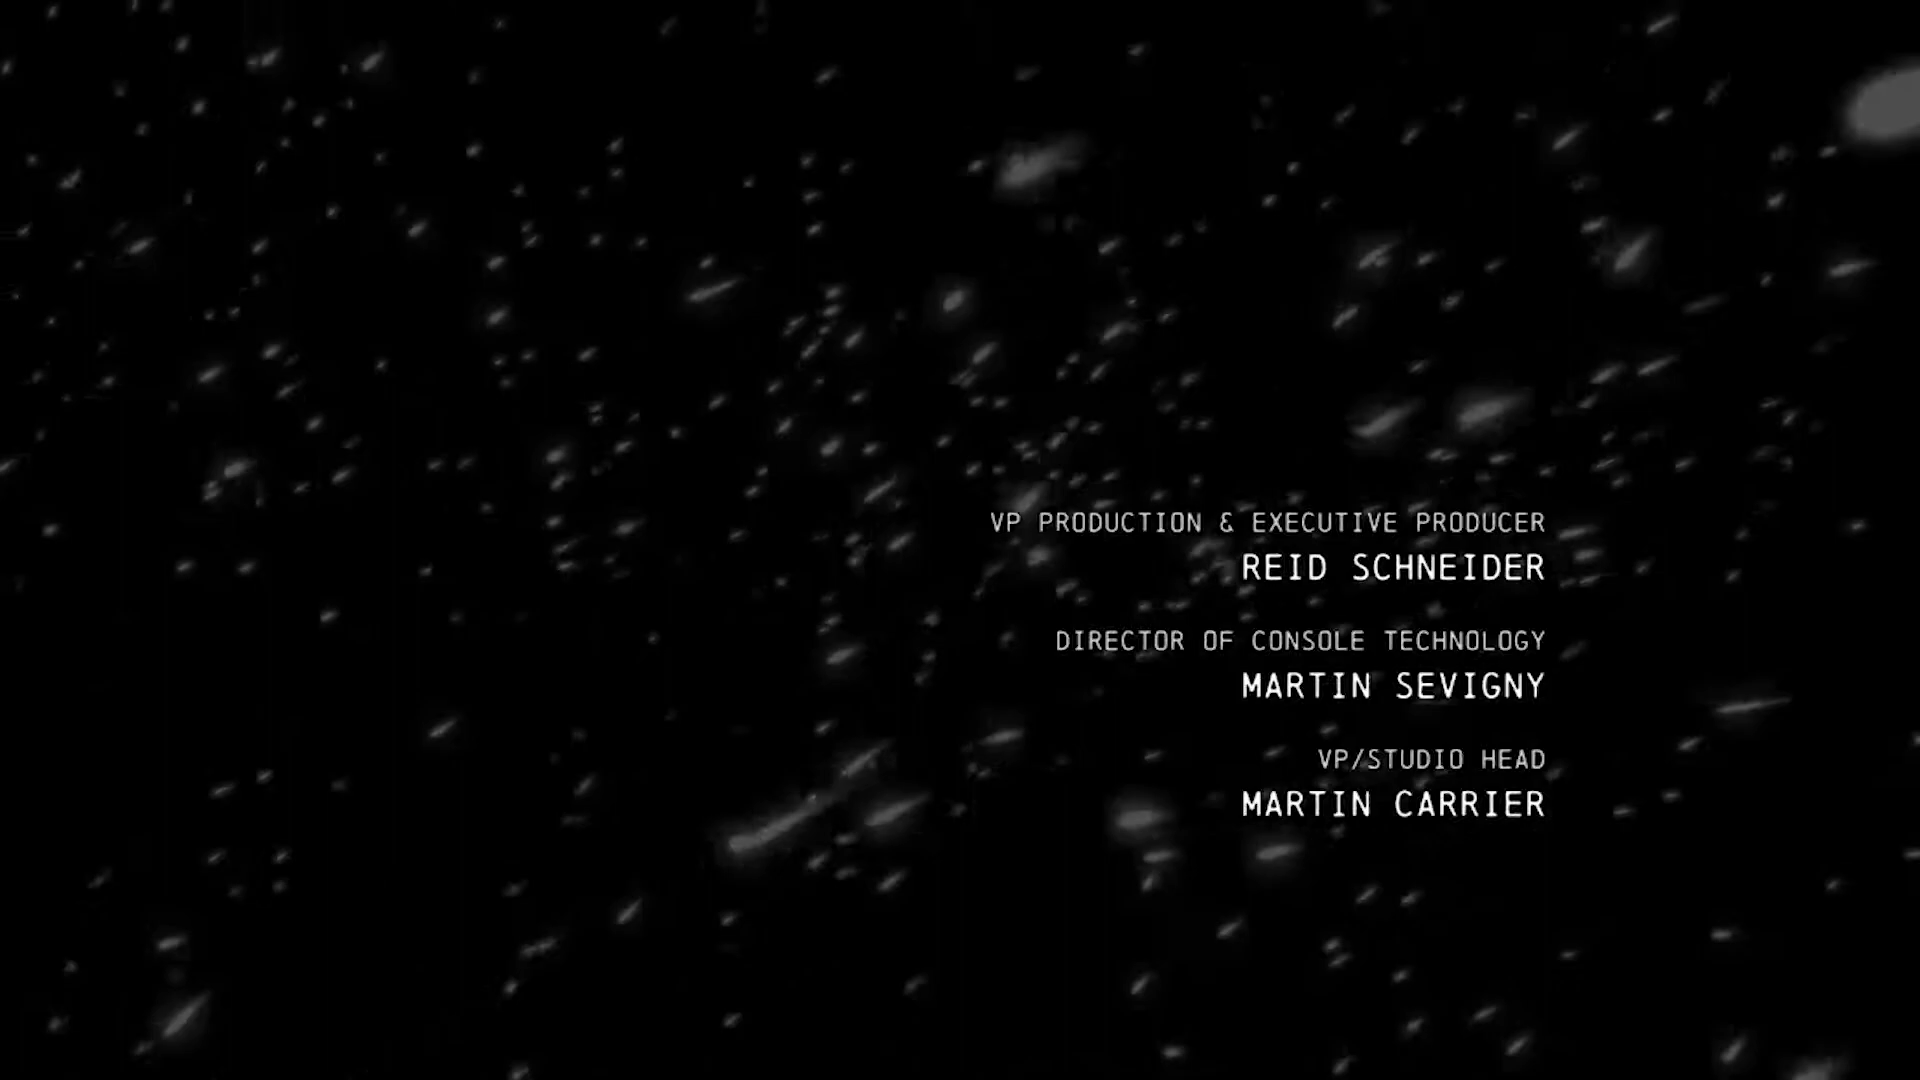 VP PRODUCTION & EXECUTIVE PRODUCER
REID SCHNEIDER
DIRECTOR OF CONSOLE TECHNOLOGY
MARTIN SEVIGNY
VP/STUDIO HEAD
MARTIN CARRIER